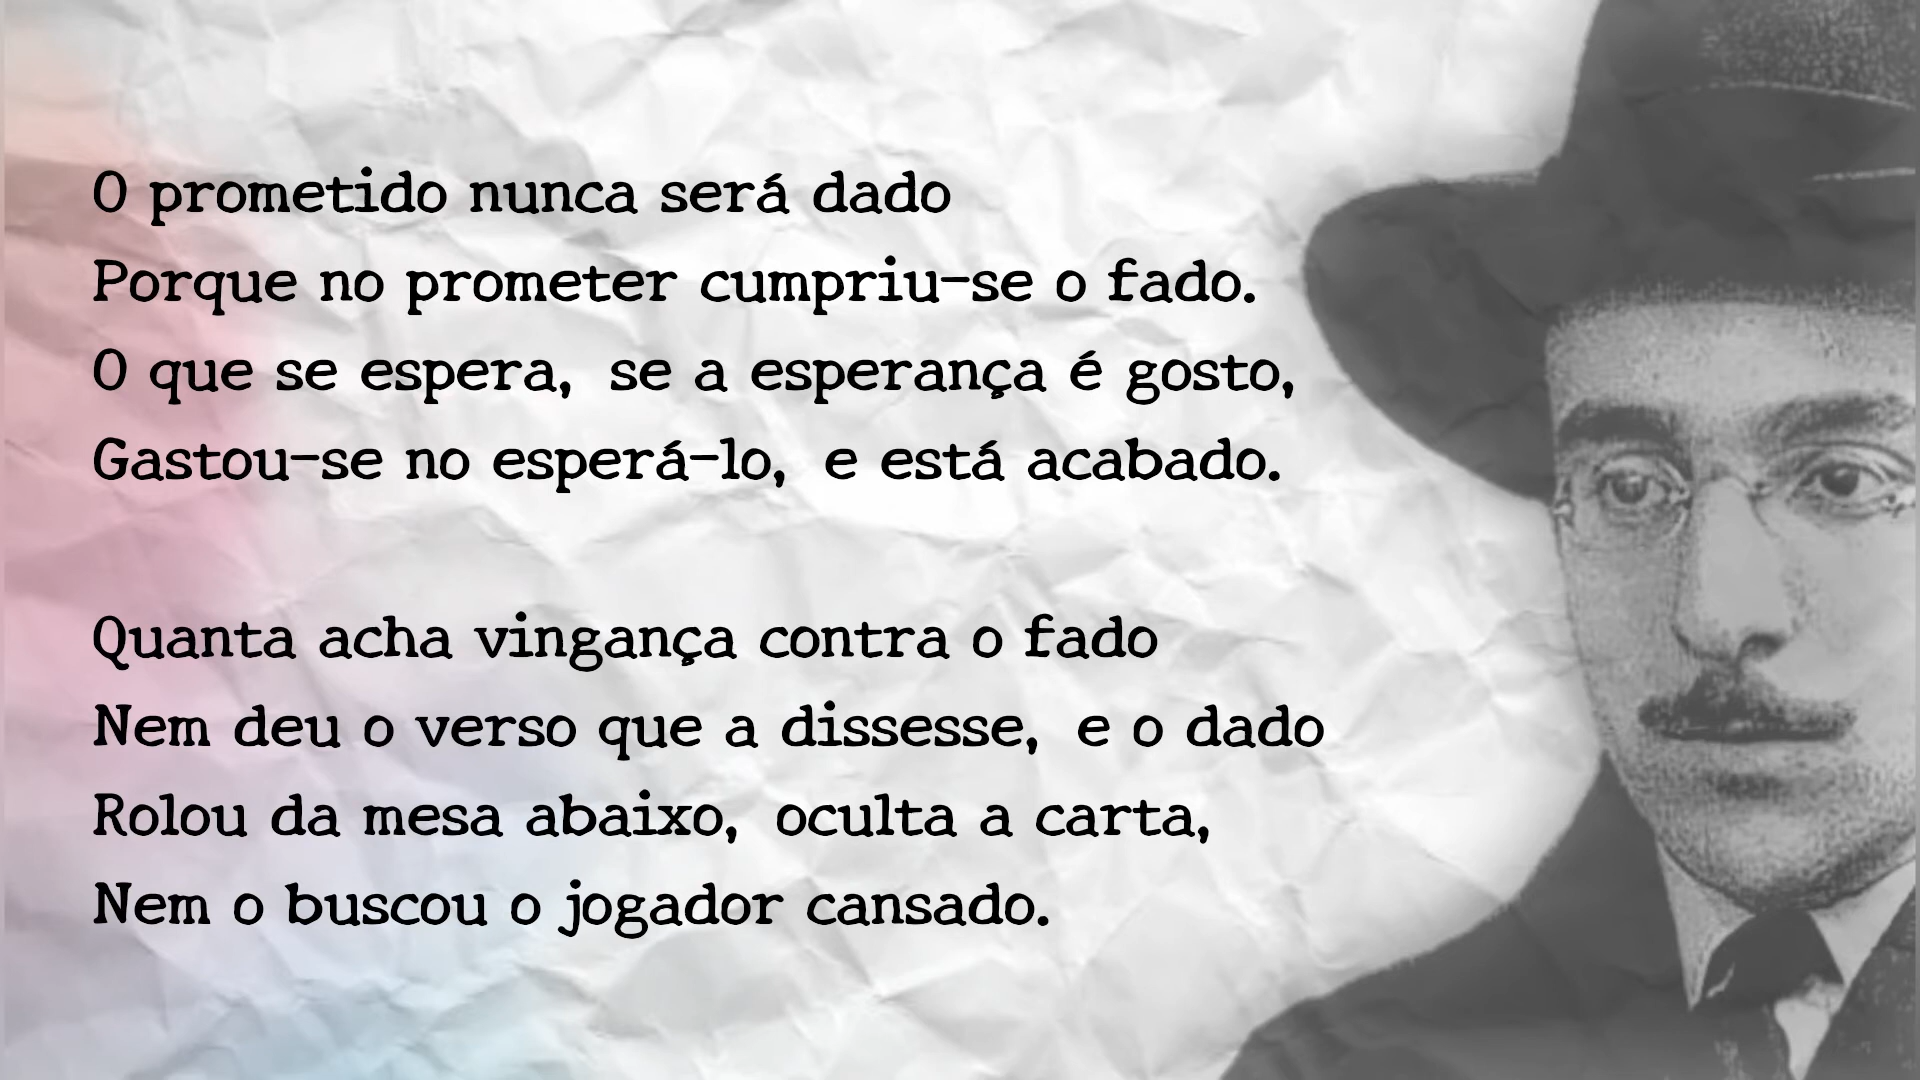 O prometido nunca será dado
Porque no prometer cumpriu-se o fado.
O que se espera, se a esperança é gosto,
Gastou-se no esperá-lo, e está acabado.

Quanta acha vingança contra o fado
Nem deu o verso que a dissesse, e o dado
Rolou da mesa abaixo, oculta a carta,
Nem o buscou o jogador cansado.